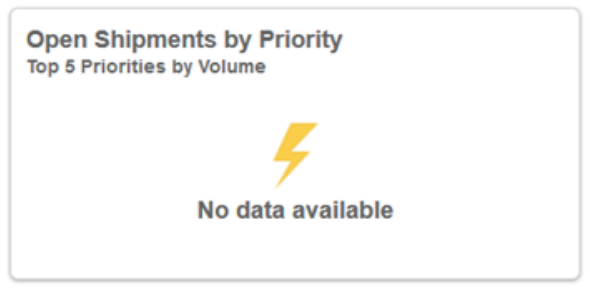 Open Shipments by Priority
Top 5 Priorities by Volume
No data available